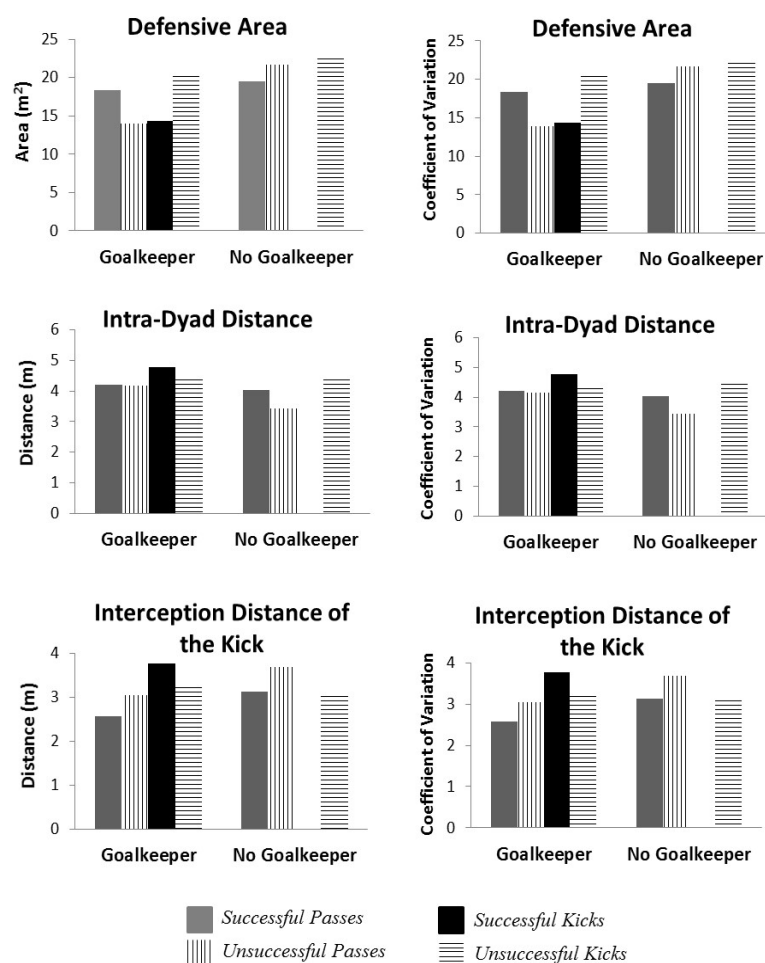 Defensive Area
25
20
15
10
5
0
Area (m²)
Goalkeeper No Goalkeeper
Defensive Area
25
20
15
10
5
0
Coefficient of Variation
Goalkeeper No Goalkeeper
Intra-Dyad Distance
6
5
4
3
2
1
0
Distance (m)
Goalkeeper No Goalkeeper
Intra-Dyad Distance
6
5
4
3
2
1
0
Coefficient of Variation
Goalkeeper No Goalkeeper
Interception Distance of
the Kick
4
3
2
1
0
Distance (m)
Goalkeeper No Goalkeeper
Interception Distance of
the Kick
4
3
2
1
0
Coefficient of Variation
Goalkeeper No Goalkeeper
Successful Passes
Successful Kicks
Unsuccessful Passes
Unsuccessful Kicks